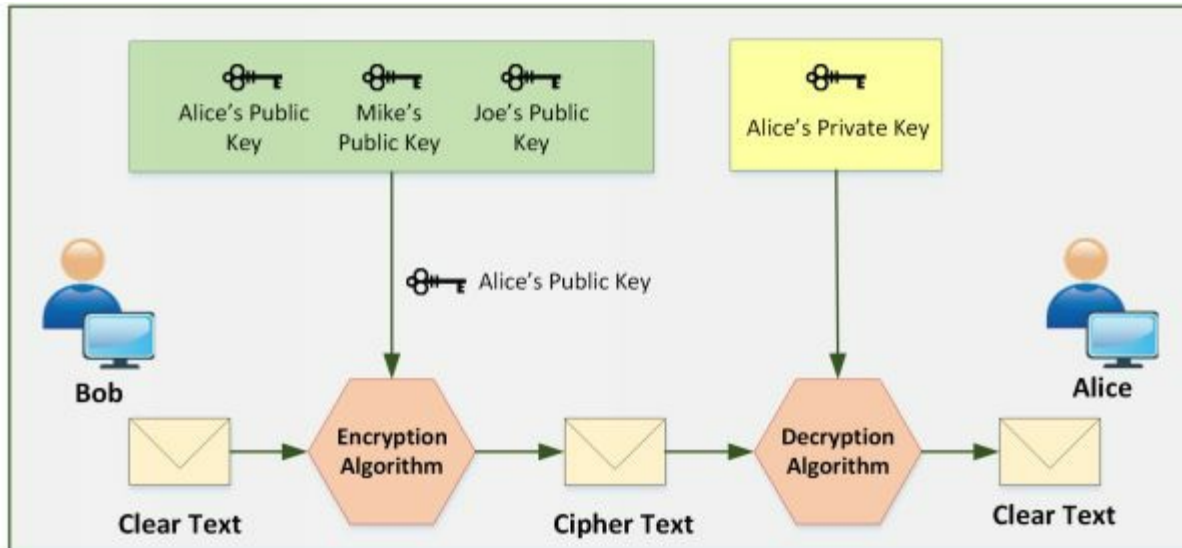 Alice's Public
Key
Mike's
Public Key
Joe's Public
Key
Alice's Private Key
Alice's Public Key
Bob
Alice
Encryption
Algorithm
Decryption
Algorithm
Clear Text
Cipher Text
Clear Text